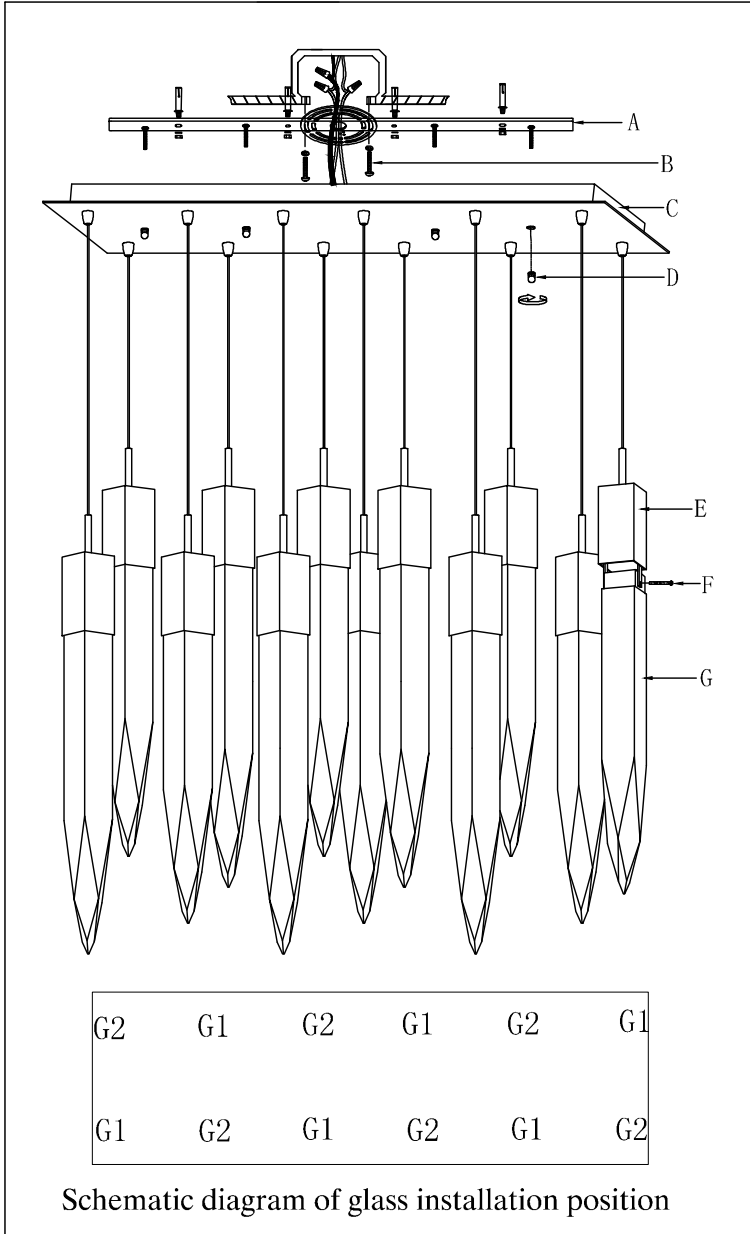 A
B
C
D
E
F
G
G2 G1 G2 G1 G2 G1
G1 G2 G1 G2 G1 G2
Schematic diagram of glass installation position